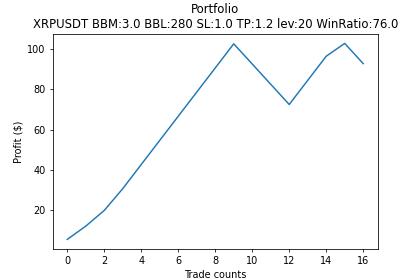 Portfolio
XRPUSDT BBM:3.0 BBL:280 SL:1.0 TP:1.2 lev:20 WinRatio:76.0
100
80
60
40
20
Profit ($)
0 2 4 6 8 10 12 14 16
Trade counts